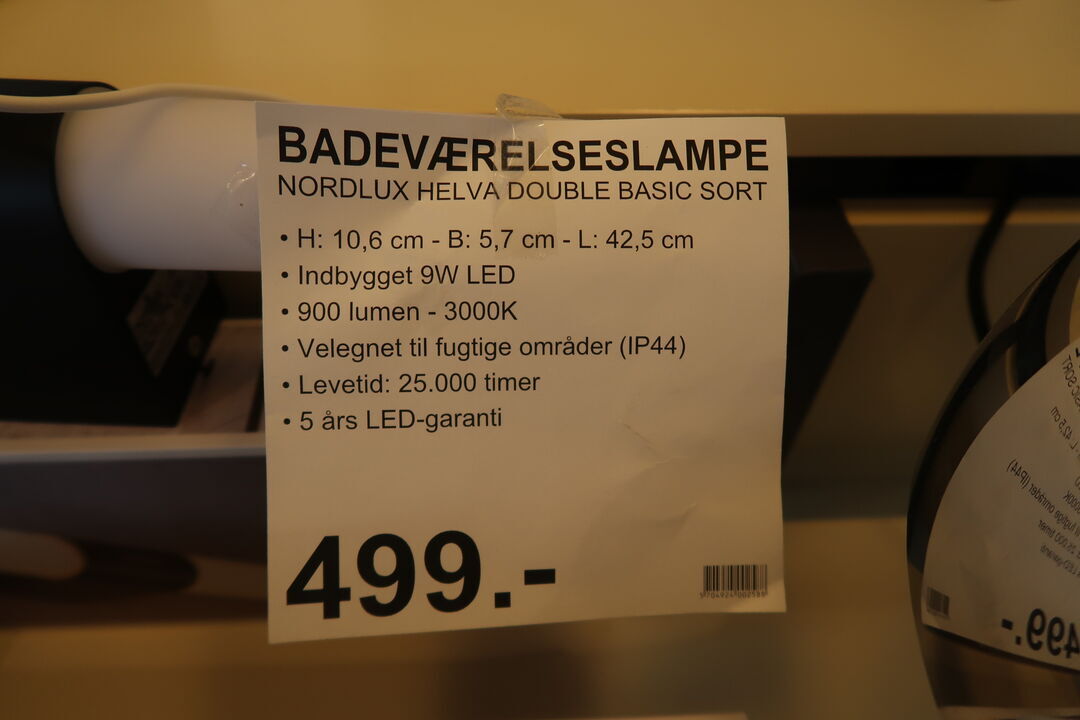 BADEVÆRELSESLAMPE
NORDLUX HELVA DOUBLE BASIC SORT
• H: 10,6 cm - B: 5,7 cm - L: 42,5 cm
• Indbygget 9W LED
• 900 lumen - 3000K
• Velegnet til fugtige områder (IP44)
• Levetid: 25.000 timer
• 5 års LED-garanti
499.-
5704924002588